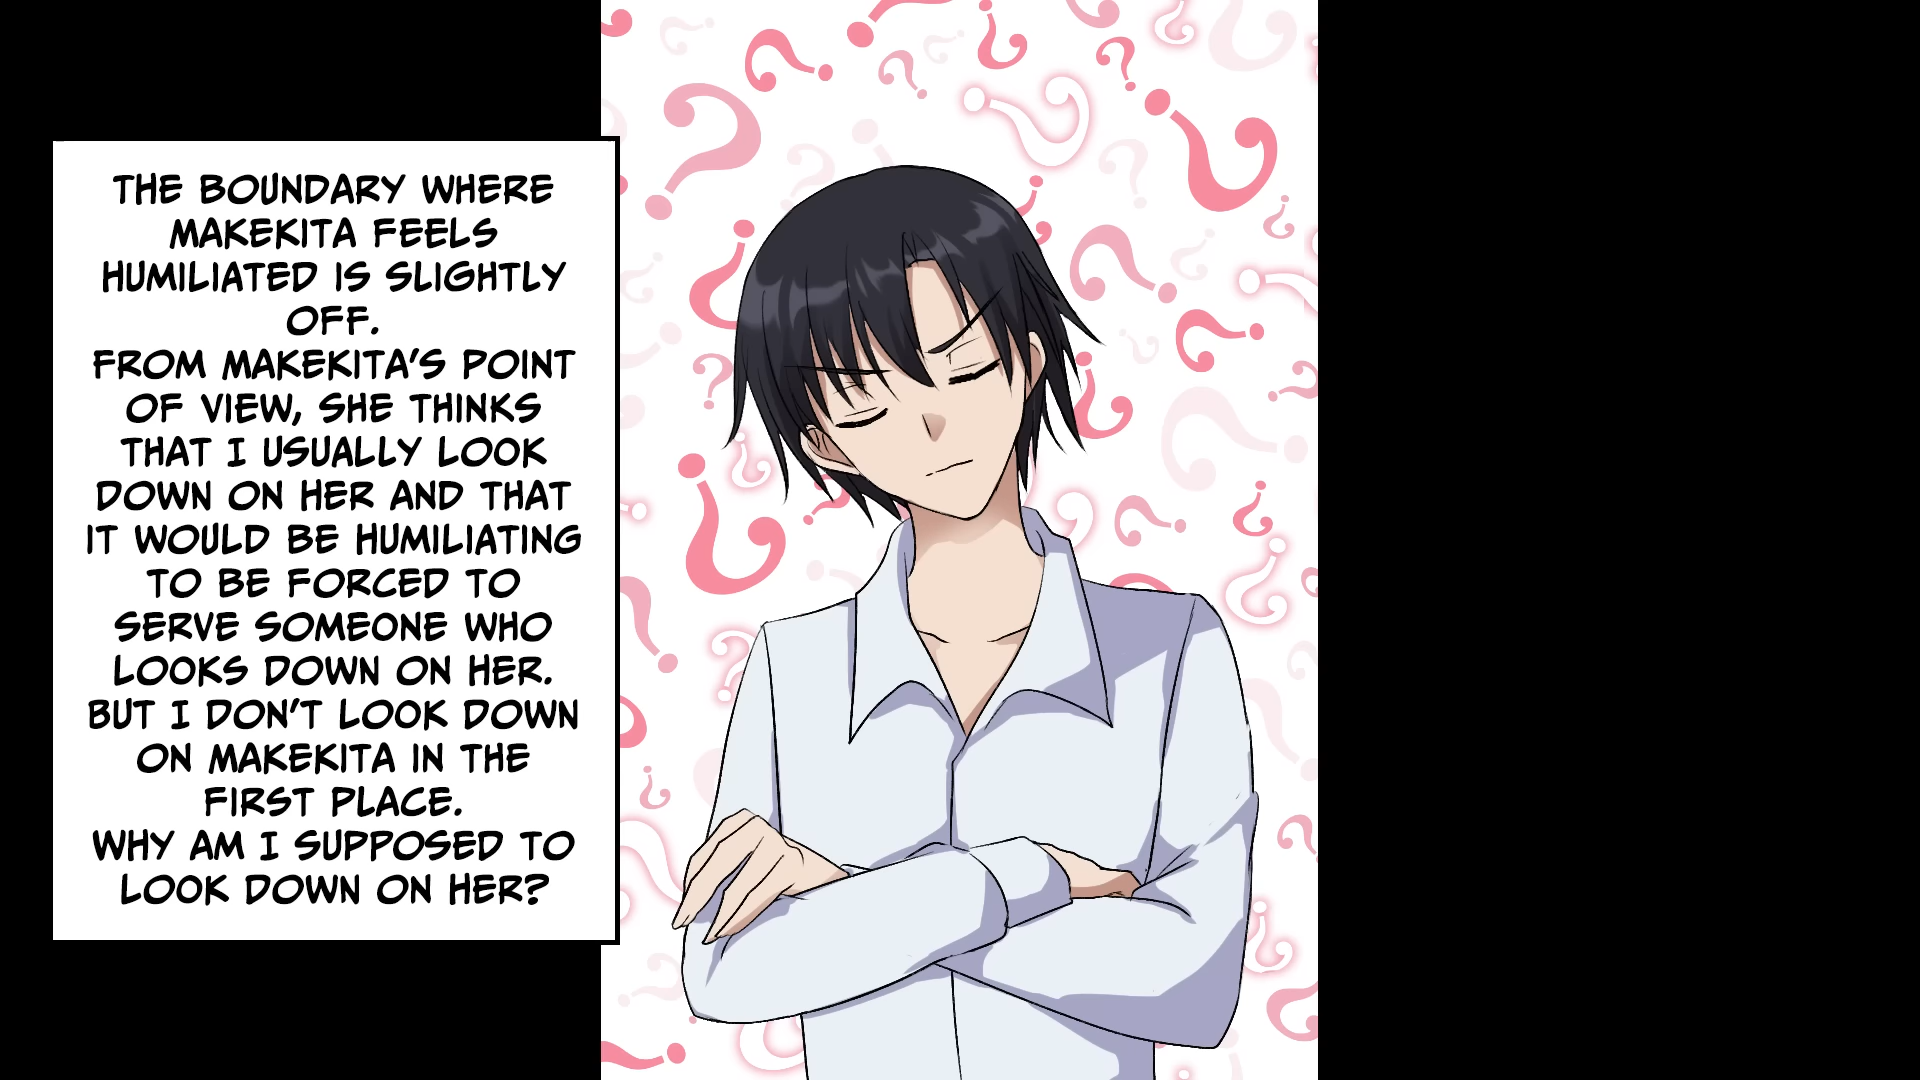 THE BOUNDARY WHERE
MAKEKITA FEELS
HUMILIATED IS SLIGHTLY
OFF.
FROM MAKEKITA'S POINT
OF VIEW, SHE THINKS
THAT I USUALLY LOOK
DOWN ON HER AND THAT
IT WOULD BE HUMILIATING
TO BE FORCED TO
SERVE SOMEONE WHO
LOOKS DOWN ON HER.
BUT I DON'T LOOK DOWN
ON MAKEKITA IN THE
FIRST PLACE.
WHY AM I SUPPOSED TO
LOOK DOWN ON HER?